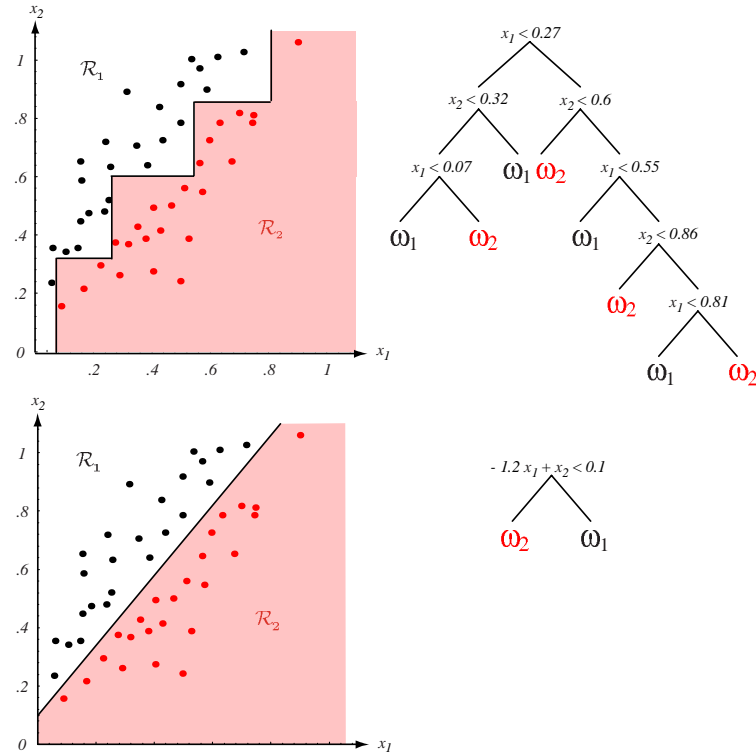 x₂
1
.8
.6
.4
.2
0
.2 .4 .6 .8 1
x₁
ℛ₁
ℛ₂
x₁ < 0.27
x₂ < 0.32 x₂ < 0.6
x₁ < 0.07 ω₁ ω₂ x₁ < 0.55
ω₁ ω₂ ω₁ x₂ < 0.86
ω₂ x₁ < 0.81
ω₁ ω₂
x₂
1
.8
.6
.4
.2
0
x₁
ℛ₁
ℛ₂
- 1.2 x₁ + x₂ < 0.1
ω₂ ω₁